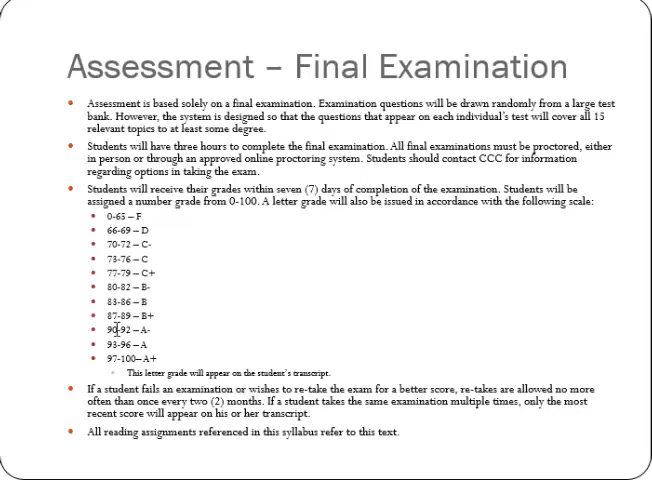 Assessment – Final Examination
Assessment is based solely on a final examination. Examination questions will be drawn randomly from a large test
bank. However, the system is designed so that the questions that appear on each individual's test will cover all 15
relevant topics to at least some degree.
Students will have three hours to complete the final examination. All final examinations must be proctored, either
in person or through an approved online proctoring system. Students should contact CCC for information
regarding options in taking the exam.
Students will receive their grades within seven (7) days of completion of the examination. Students will be
assigned a number grade from 0-100. A letter grade will also be issued in accordance with the following scale:
0-65 – F
66-69 – D
70-72 – C-
73-76 – C
77-79 – C+
80-82 – B-
83-86 – B
87-89 – B+
90-92 – A-
93-96 – A
97-100–A+
This letter grade will appear on the student's transcript.
If a student fails an examination or wishes to re-take the exam for a better score, re-takes are allowed no more
often than once every two (2) months. If a student takes the same examination multiple times, only the most
recent score will appear on his or her transcript.
All reading assignments referenced in this syllabus refer to this text.